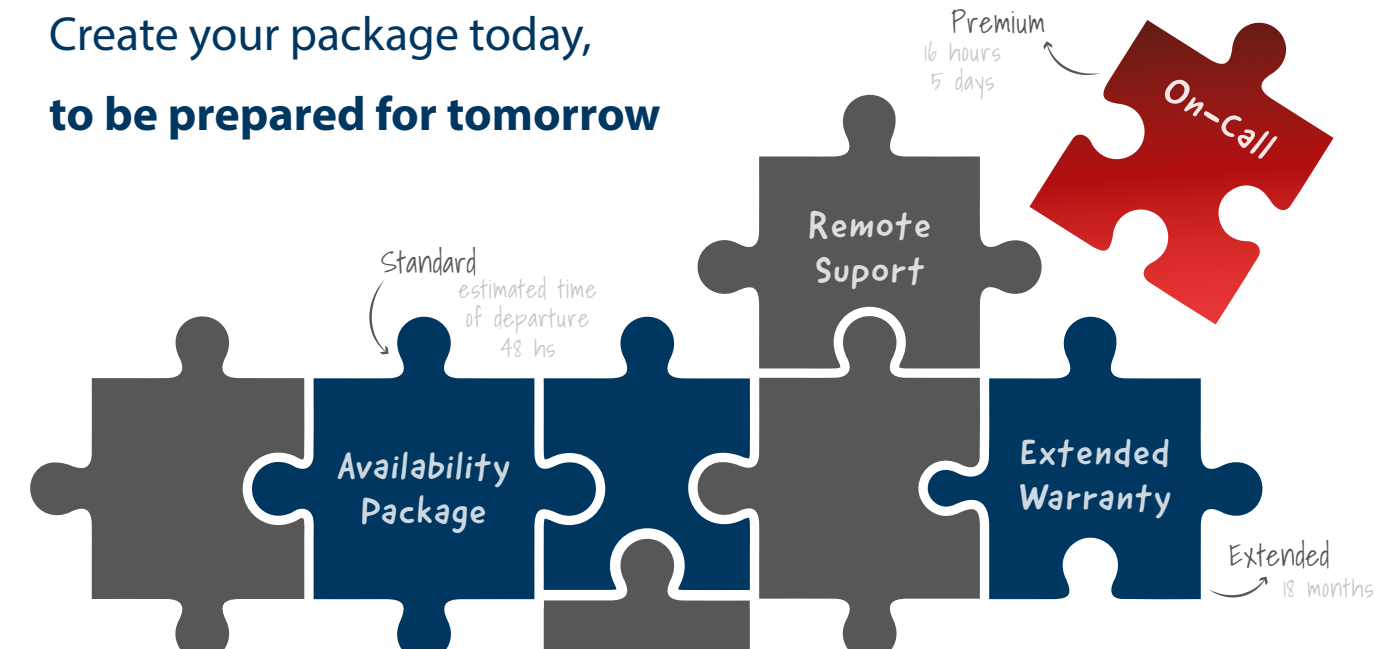 Create your package today,
to be prepared for tomorrow
Premium
16 hours
5 days
On-Call
Remote
Suport
Standard
estimated time
of departure
48 hs
Availability
Package
Extended
Warranty
Extended
18 months